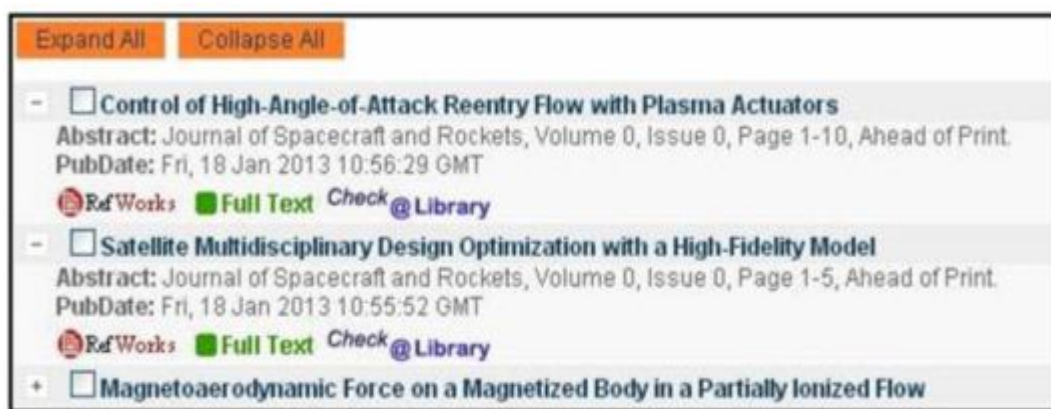 Expand All Collapse All
- Control of High-Angle-of-Attack Reentry Flow with Plasma Actuators
Abstract: Journal of Spacecraft and Rockets, Volume 0, Issue 0, Page 1-10, Ahead of Print.
PubDate: Fri, 18 Jan 2013 10:56:29 GMT
RefWorks Full Text Check @ Library
- Satellite Multidisciplinary Design Optimization with a High-Fidelity Model
Abstract: Journal of Spacecraft and Rockets, Volume 0, Issue 0, Page 1-5, Ahead of Print.
PubDate: Fri, 18 Jan 2013 10:55:52 GMT
RefWorks Full Text Check @ Library
+ Magnetoaerodynamic Force on a Magnetized Body in a Partially Ionized Flow